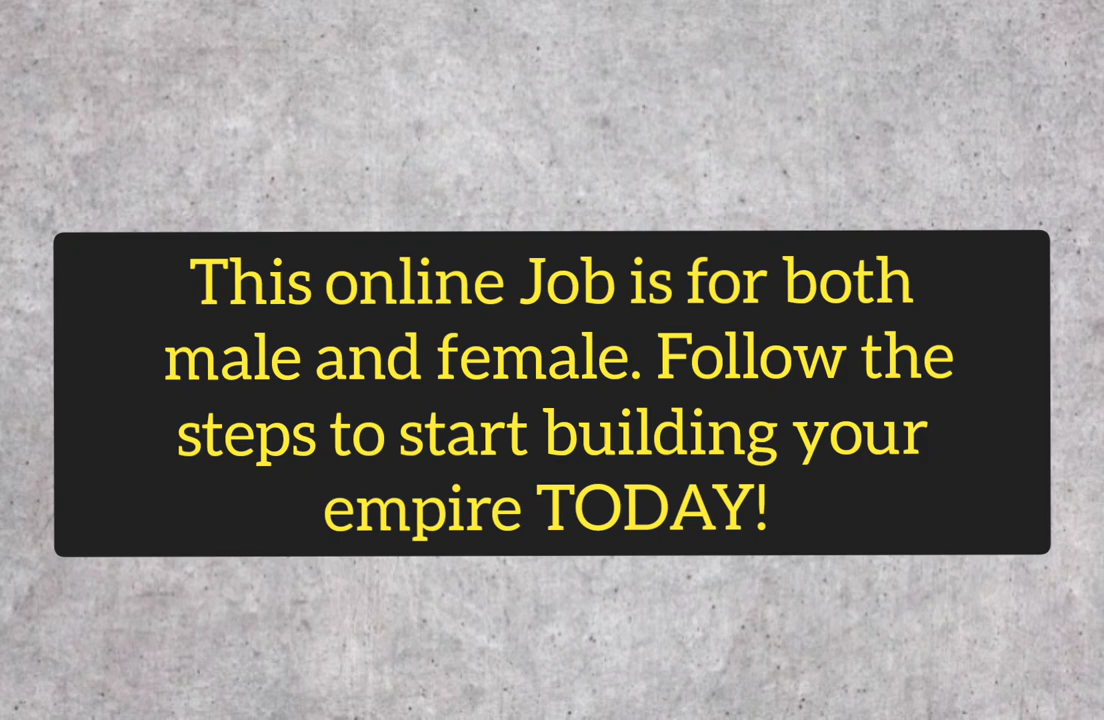 This online Job is for both
male and female. Follow the
steps to start building your
empire TODAY!